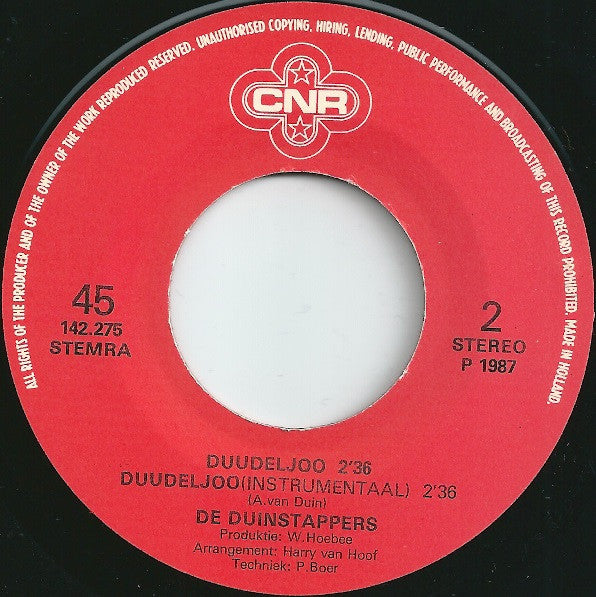 ALL RIGHTS OF THE PRODUCER AND OF THE OWNER OF THE WORK REPRODUCED RESERVED. UNAUTHORISED COPYING, HIRING, LENDING, PUBLIC PERFORMANCE AND BROADCASTING OF THIS RECORD PROHIBITED. MADE IN HOLLAND.
CNR
45
142.275
STEMRA
2
STEREO
P 1987
DUUDELJOO 2'36
DUUDELJOO(INSTRUMENTAAL) 2'36
(A.van Duin)
DE DUINSTAPPERS
Produktie: W.Hoebee
Arrangement: Harry van Hoof
Techniek: P.Boer